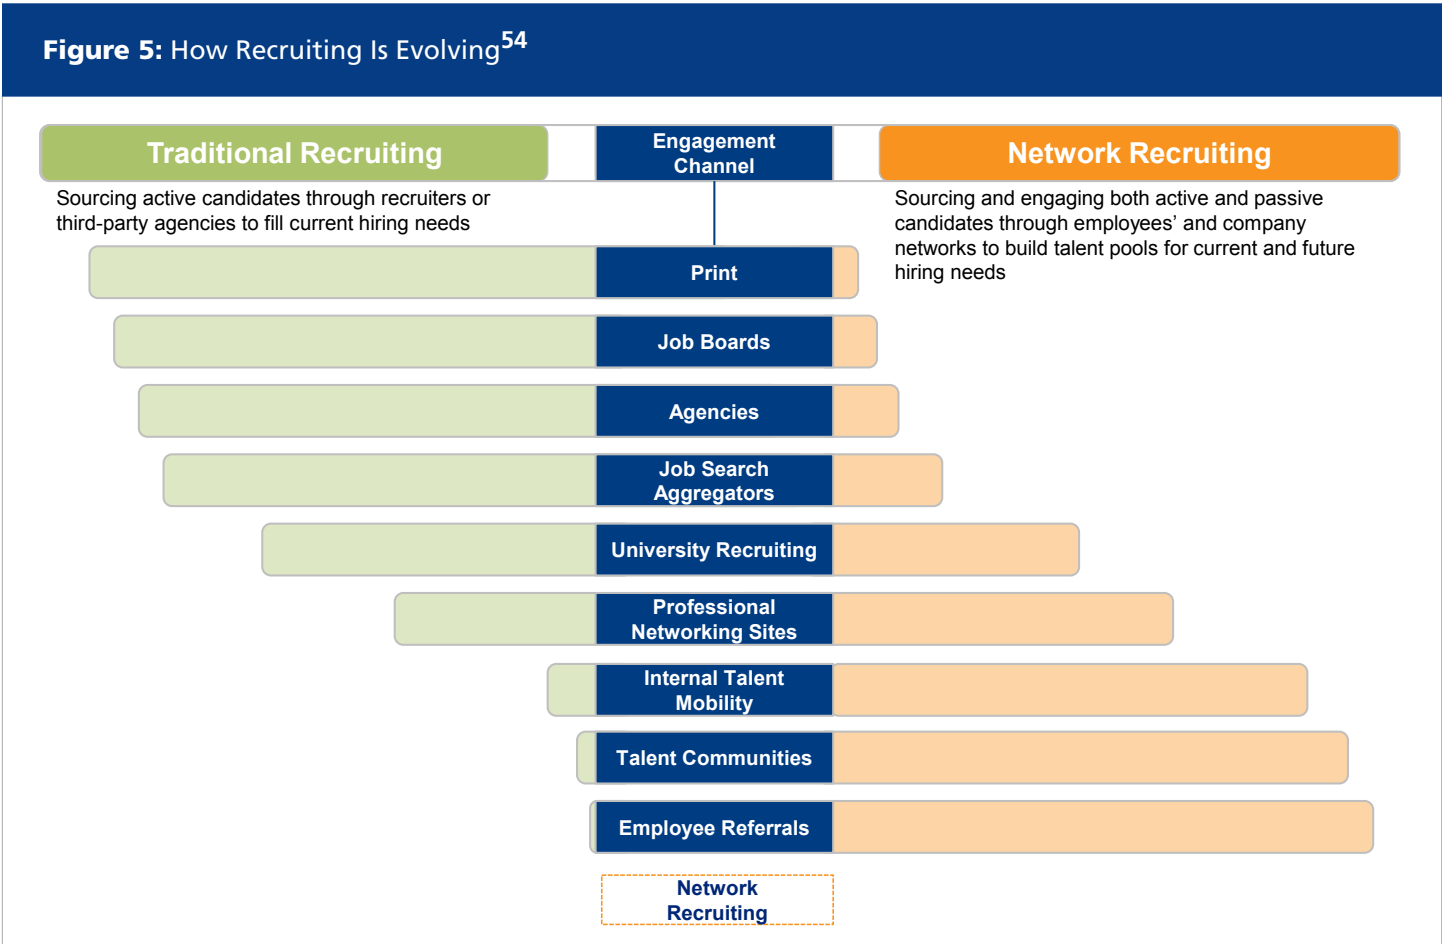 Figure 5: How Recruiting Is Evolving54
Traditional Recruiting
Engagement
Channel
Network Recruiting
Sourcing active candidates through recruiters or
third-party agencies to fill current hiring needs
Sourcing and engaging both active and passive
candidates through employees’ and company
networks to build talent pools for current and future
hiring needs
Print
Job Boards
Agencies
Job Search
Aggregators
University Recruiting
Professional
Networking Sites
Internal Talent
Mobility
Talent Communities
Employee Referrals
Network
Recruiting